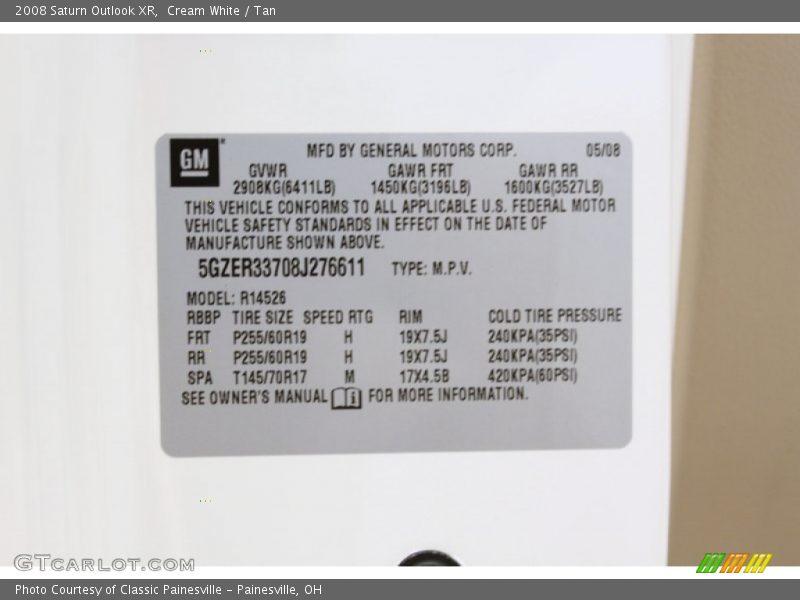 2008 Saturn Outlook XR,  Cream White / Tan
GM
MFD BY GENERAL MOTORS CORP. 05/08
GVWR GAWR FRT GAWR RR
2908KG(6411LB) 1450KG(3196LB) 1600KG(3527LB)
THIS VEHICLE CONFORMS TO ALL APPLICABLE U.S. FEDERAL MOTOR
VEHICLE SAFETY STANDARDS IN EFFECT ON THE DATE OF
MANUFACTURE SHOWN ABOVE.
5GZER33708J276611 TYPE: M.P.V.
MODEL: R14526
RBBP TIRE SIZE SPEED RTG RIM COLD TIRE PRESSURE
FRT P255/60R19 H 19X7.5J 240KPA(35PSI)
RR P255/60R19 H 19X7.5J 240KPA(35PSI)
SPA T145/70R17 M 17X4.5B 420KPA(60PSI)
SEE OWNER'S MANUAL i FOR MORE INFORMATION.
GTCARLOT.COM
Photo Courtesy of Classic Painesville - Painesville, OH